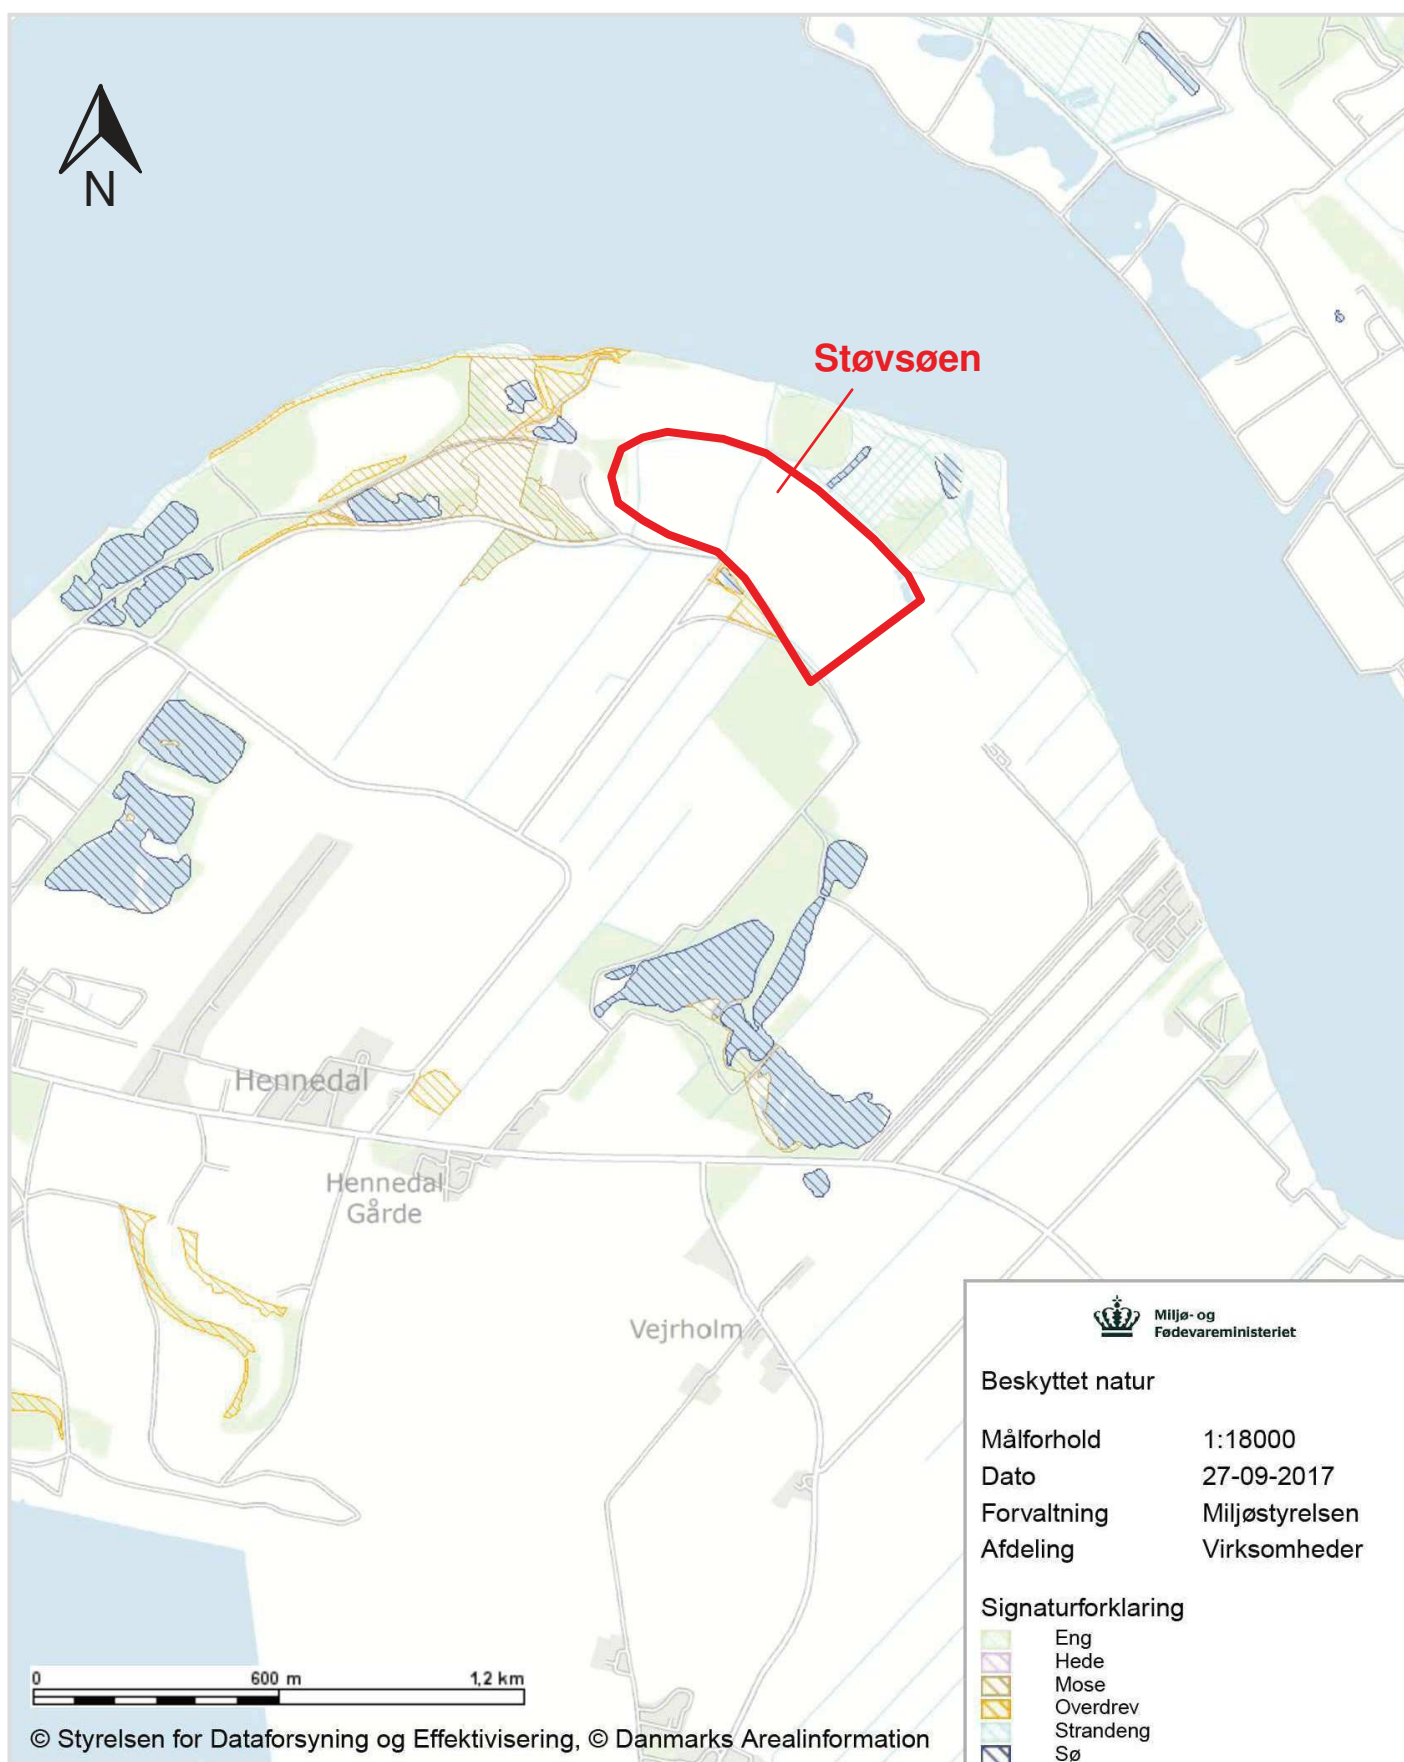 N
Støvsøen
Hennedal
Hennedal
Gårde
Vejrholm
Miljø- og
Fødevareministeriet
Beskyttet natur
Målforhold 1:18000
Dato 27-09-2017
Forvaltning Miljøstyrelsen
Afdeling Virksomheder
Signaturforklaring
Eng
Hede
Mose
Overdrev
Strandeng
Sø
0 600 m 1,2 km
© Styrelsen for Dataforsyning og Effektivisering, © Danmarks Arealinformation